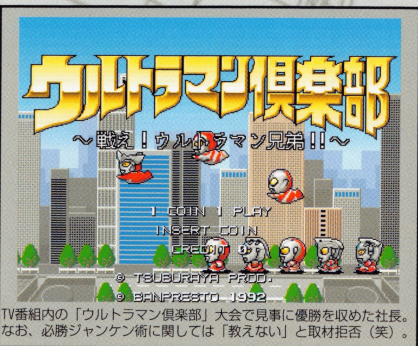 ウルトラマン倶楽部
～戦え！ウルトラマン兄弟！！～
1 COIN 1 PLAY
INSERT COIN
CREDIT 0
© TSUBURAYA PROD.
© BANPRESTO 1992
TV番組内の「ウルトラマン倶楽部」大会で見事に優勝を収めた社長。
なお、必勝ジャンケン術に関しては「教えない」と取材拒否（笑）。